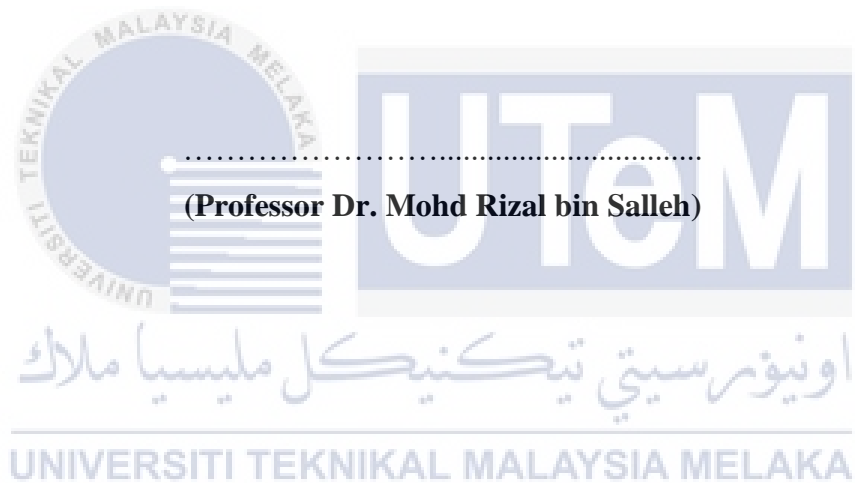 UNIVERSITI TEKNIKAL MALAYSIA MELAKA
UTeM
………………………...................................
(Professor Dr. Mohd Rizal bin Salleh)
اونيۏرسيتي تيكنيكل مليسيا ملاك
UNIVERSITI TEKNIKAL MALAYSIA MELAKA